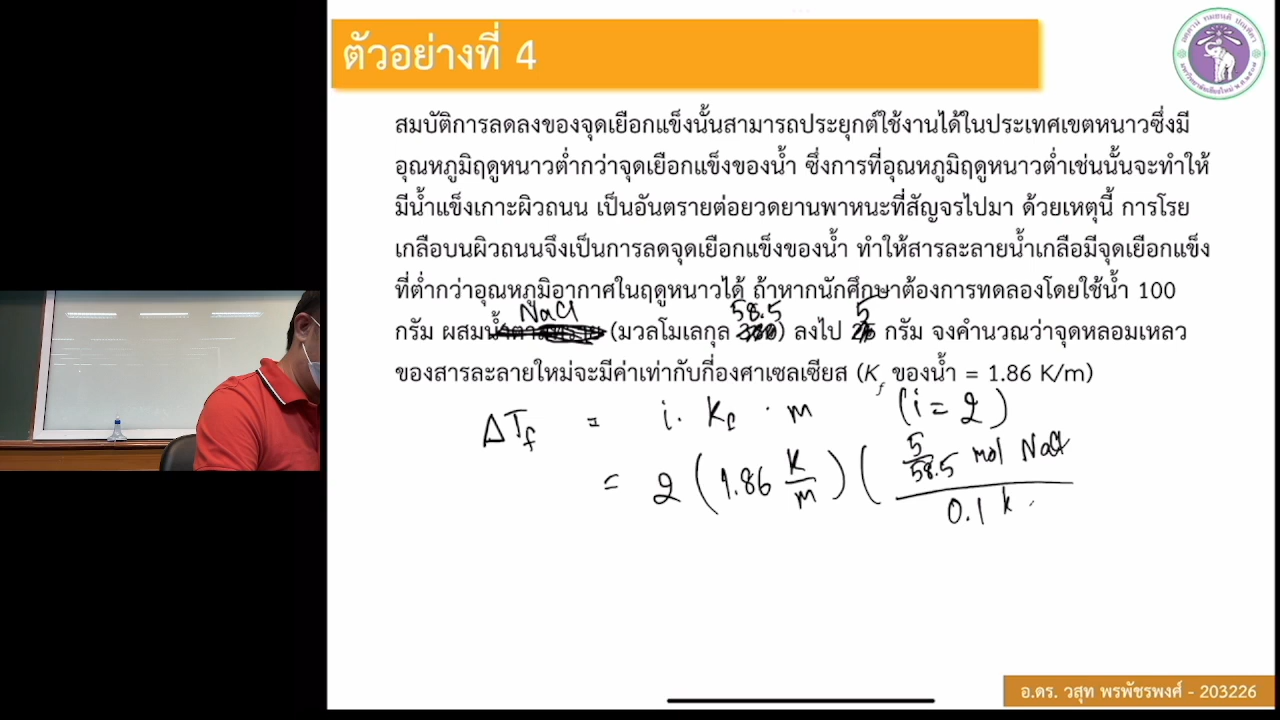 ตัวอย่างที่ 4
สมบัติการลดลงของจุดเยือกแข็งนั้นสามารถประยุกต์ใช้งานได้ในประเทศเขตหนาวซึ่งมี
อุณหภูมิฤดูหนาวต่ำกว่าจุดเยือกแข็งของน้ำ ซึ่งการที่อุณหภูมิฤดูหนาวต่ำเช่นนั้นจะทำให้
มีน้ำแข็งเกาะผิวถนน เป็นอันตรายต่อยวดยานพาหนะที่สัญจรไปมา ด้วยเหตุนี้ การโรย
เกลือบนผิวถนนจึงเป็นการลดจุดเยือกแข็งของน้ำ ทำให้สารละลายน้ำเกลือมีจุดเยือกแข็ง
ที่ต่ำกว่าอุณหภูมิอากาศในฤดูหนาวได้ ถ้าหากนักศึกษาต้องการทดลองโดยใช้น้ำ 100
NaCl 58.5 5
กรัม ผสม (มวลโมเลกุล ) ลงไป กรัม จงคำนวณว่าจุดหลอมเหลว
ของสารละลายใหม่จะมีค่าเท่ากับกี่องศาเซลเซียส (Kf ของน้ำ = 1.86 K/m)
ΔTf = i. Kf · m (i = 2)
= 2 (1.86 K/m) ( 5/58.5 mol NaCl
0.1 k
อ.ดร. วสุท พรพัชรพงศ์ - 203226